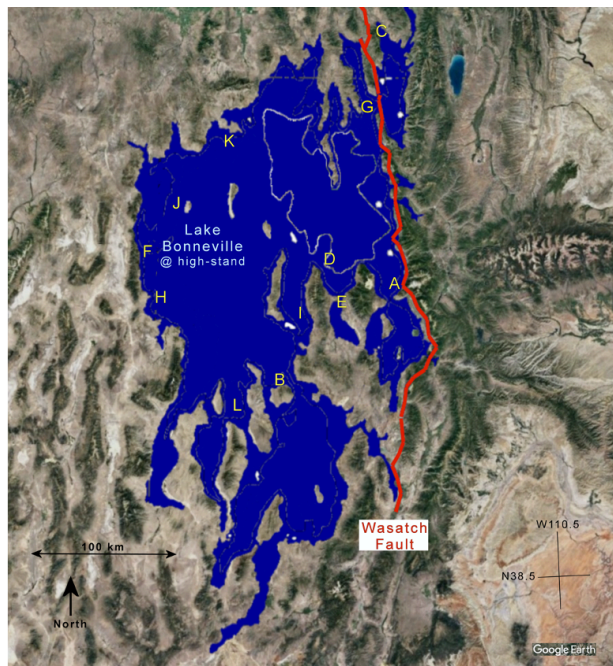 C
G
K
J
Lake
Bonneville
@ high-stand
F
D
A
H
E
I
B
L
Wasatch
Fault
W110.5
N38.5
100 km
North
Google Earth